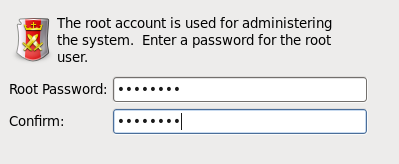 The root account is used for administering
the system.  Enter a password for the root
user.
Root Password: ••••••••
Confirm: ••••••••